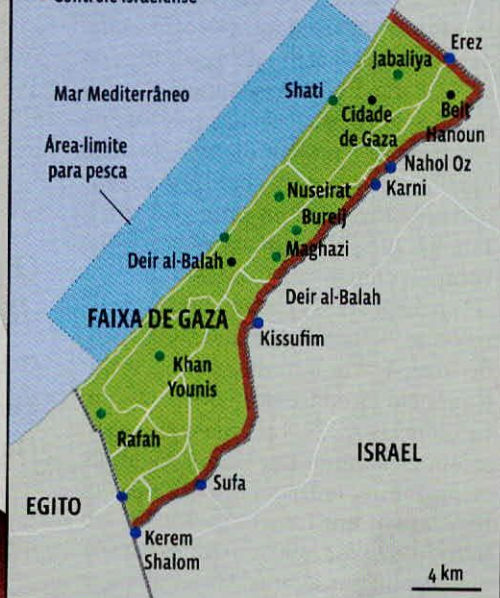 Controle israelense
Erez
Jabaliya
Shati
Mar Mediterrâneo
Cidade
de Gaza
Beit
Hanoun
Área-limite
para pesca
Nahol Oz
Karni
Nuseirat
Bureij
Maghazi
Deir al-Balah
Deir al-Balah
FAIXA DE GAZA
Kissufim
Khan
Younis
Rafah
ISRAEL
Sufa
EGITO
Kerem
Shalom
4 km